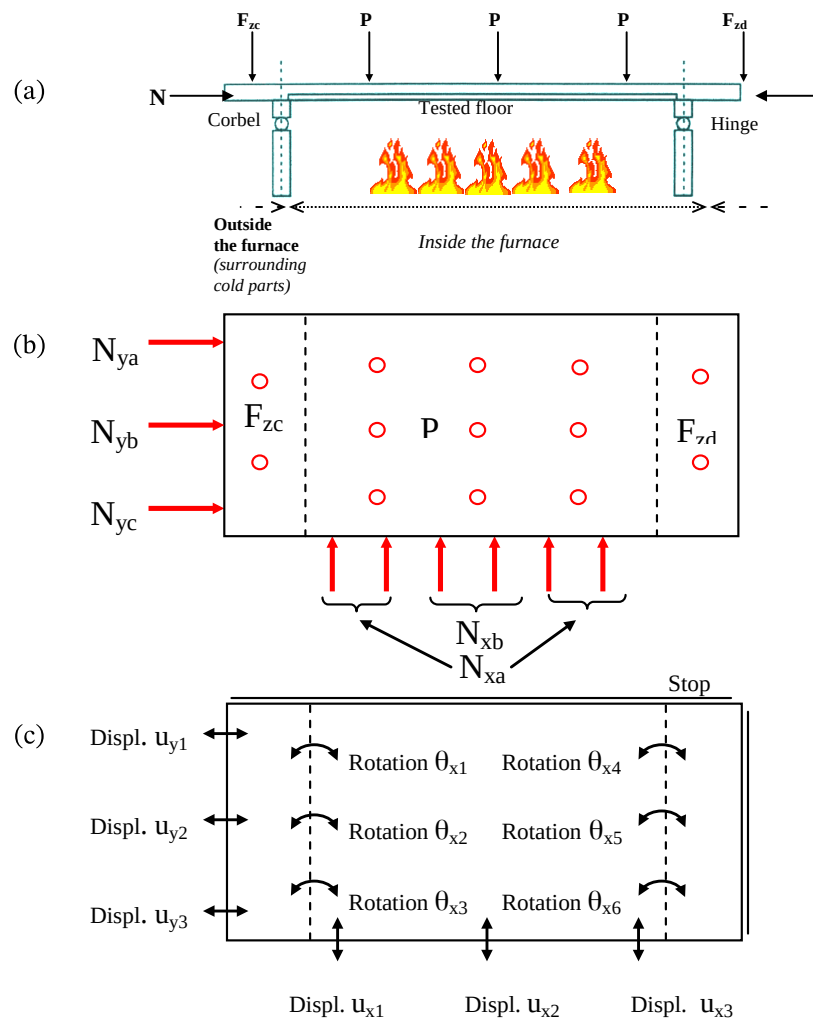 F_zc P P P F_zd
(a)
N
Corbel Tested floor Hinge
Outside
the furnace
(surrounding
cold parts)
Inside the furnace
(b)
N_ya
F_zc P F_zd
N_yb
N_yc
N_xb
N_xa
Stop
(c)
Displ. u_y1
Rotation θ_x1 Rotation θ_x4
Displ. u_y2
Rotation θ_x2 Rotation θ_x5
Rotation θ_x3 Rotation θ_x6
Displ. u_y3
Displ. u_x1 Displ. u_x2 Displ. u_x3